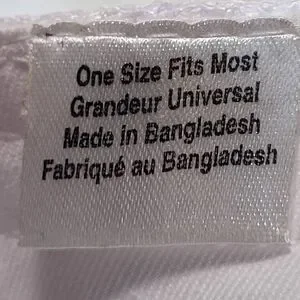 One Size Fits Most
Grandeur Universal
Made in Bangladesh
Fabriqué au Bangladesh